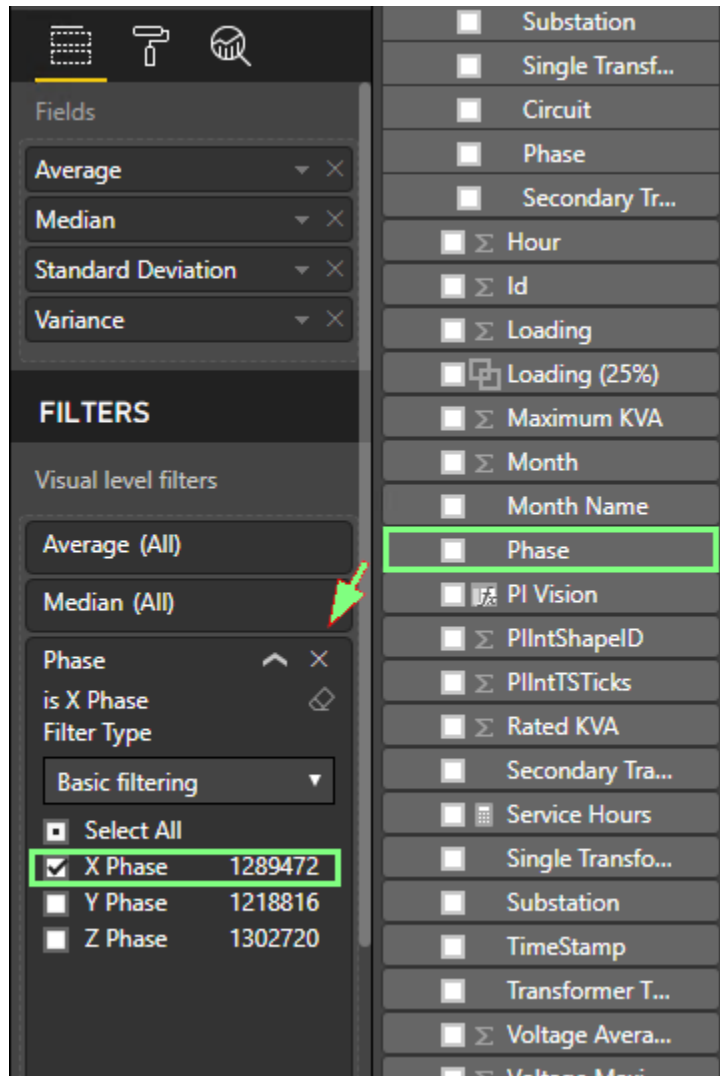 Fields
Average
Median
Standard Deviation
Variance
FILTERS
Visual level filters
Average (All)
Median (All)
Phase
is X Phase
Filter Type
Basic filtering
Select All
X Phase 1289472
Y Phase 1218816
Z Phase 1302720
Substation
Single Transf...
Circuit
Phase
Secondary Tr...
Σ Hour
Σ Id
Σ Loading
Loading (25%)
Σ Maximum KVA
Σ Month
Month Name
Phase
PI Vision
Σ PIIntShapeID
Σ PIIntTSTicks
Σ Rated KVA
Secondary Tra...
Service Hours
Single Transfo...
Substation
TimeStamp
Transformer T...
Σ Voltage Avera...